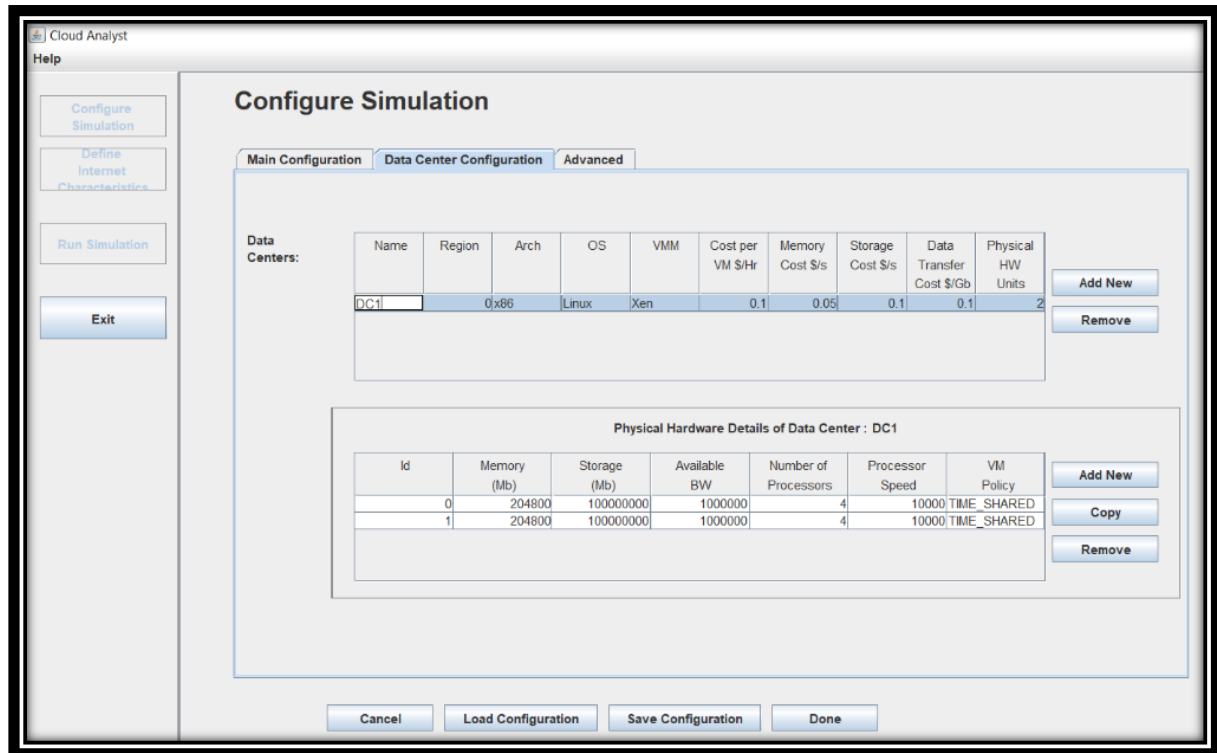 Cloud Analyst
Help
Configure
Simulation
Define
Internet
Characteristics
Run Simulation
Exit
Configure Simulation
Main Configuration Data Center Configuration Advanced
Data
Centers:
Name Region Arch OS VMM Cost per Memory Storage Data Physical
VM $/Hr Cost $/s Cost $/s Transfer HW
Cost $/Gb Units
DC1 0 x86 Linux Xen 0.1 0.05 0.1 0.1 2
Add New
Remove
Physical Hardware Details of Data Center : DC1
Id Memory Storage Available Number of Processor VM
(Mb) (Mb) BW Processors Speed Policy
0 204800 100000000 1000000 4 10000 TIME_SHARED
1 204800 100000000 1000000 4 10000 TIME_SHARED
Add New
Copy
Remove
Cancel Load Configuration Save Configuration Done